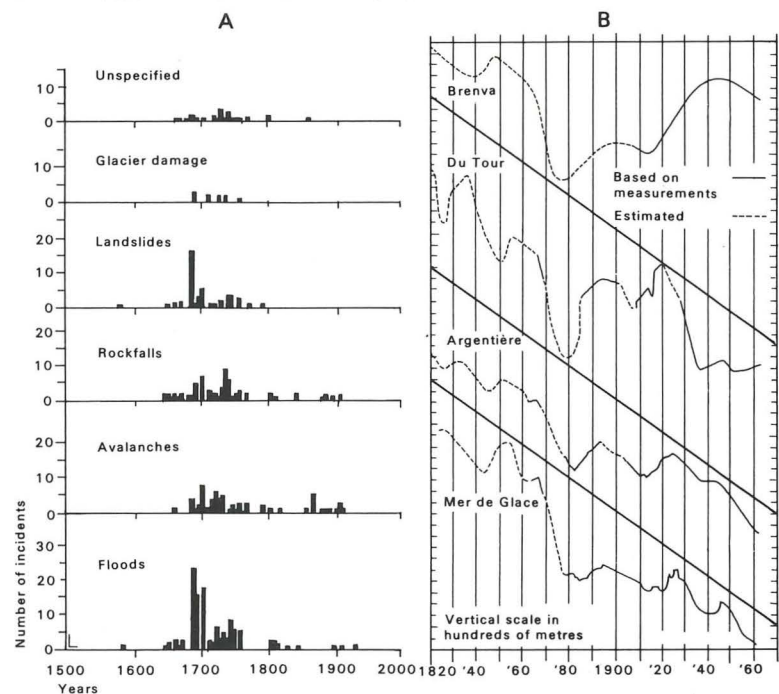 A
Unspecified
10
0
Glacier damage
10
0
Landslides
20
10
0
Rockfalls
20
10
0
Avalanches
20
10
0
Floods
30
20
10
0
Number of incidents
1500 1600 1700 1800 1900 2000
Years
B
Brenva
Du Tour
Based on
measurements
Estimated
Argentière
Mer de Glace
Vertical scale in
hundreds of metres
1820 '40 '60 '80 1900 '20 '40 '60